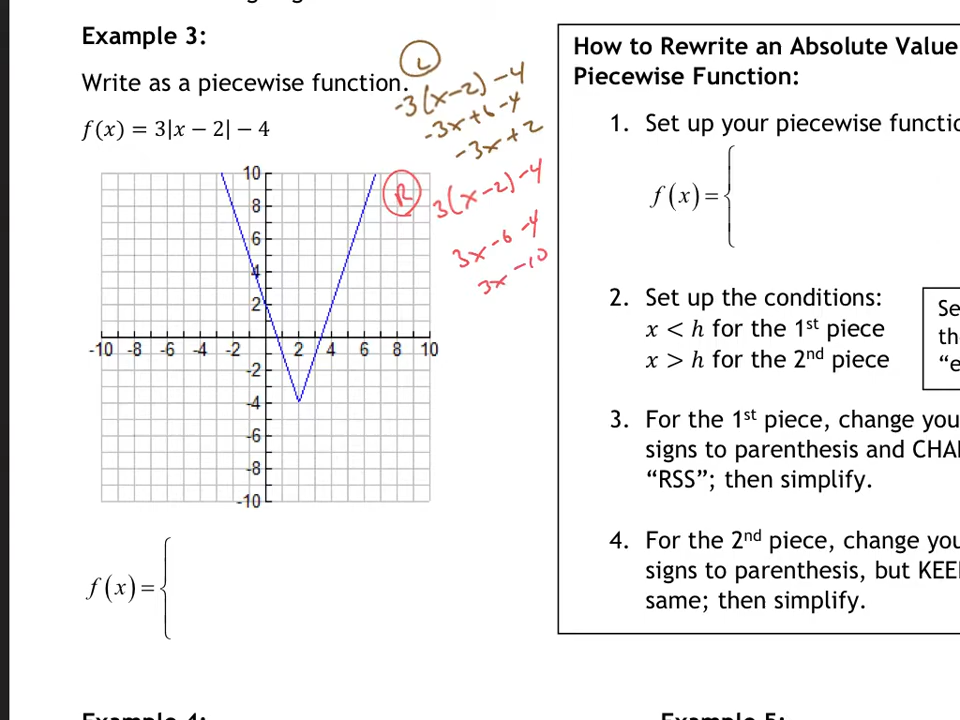 Example 3:
Write as a piecewise function.
f(x) = 3|x − 2| − 4
L
-3(x-2)-4
-3x+6-4
-3x+2
R
3(x-2)-4
3x-6-4
3x-10
10
8
6
4
2
-10 -8 -6 -4 -2 2 4 6 8 10
-2
-4
-6
-8
-10
f(x)={
How to Rewrite an Absolute Value
Piecewise Function:
1. Set up your piecewise functio
f(x)={
2. Set up the conditions:
x < h for the 1st piece
x > h for the 2nd piece
Se
th
“e
3. For the 1st piece, change you
signs to parenthesis and CHA
“RSS”; then simplify.
4. For the 2nd piece, change you
signs to parenthesis, but KEE
same; then simplify.
Example 4:
Example 5: